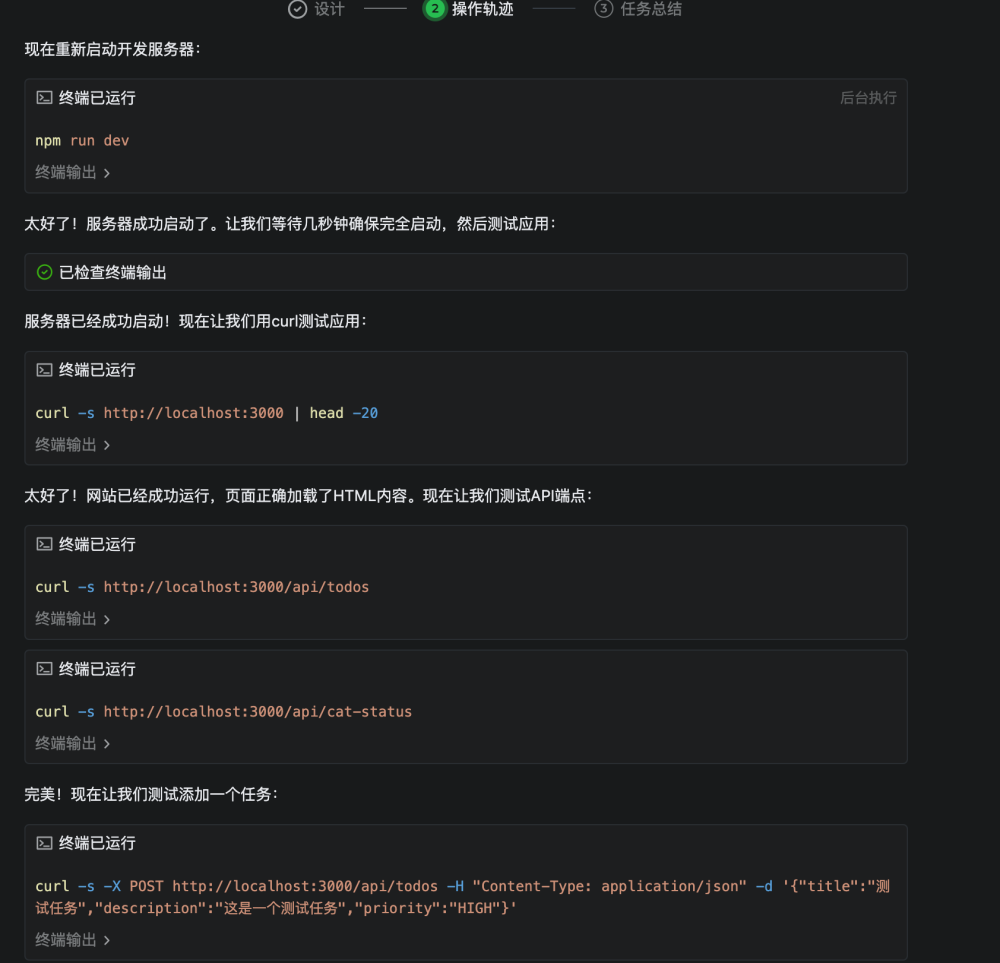 设计 2 操作轨迹 3 任务总结
现在重新启动开发服务器：
终端已运行 后台执行
npm run dev
终端输出 >
太好了！服务器成功启动了。让我们等待几秒钟确保完全启动，然后测试应用：
已检查终端输出
服务器已经成功启动！现在让我们用curl测试应用：
终端已运行
curl -s http://localhost:3000 | head -20
终端输出 >
太好了！网站已经成功运行，页面正确加载了HTML内容。现在让我们测试API端点：
终端已运行
curl -s http://localhost:3000/api/todos
终端输出 >
终端已运行
curl -s http://localhost:3000/api/cat-status
终端输出 >
完美！现在让我们测试添加一个任务：
终端已运行
curl -s -X POST http://localhost:3000/api/todos -H "Content-Type: application/json" -d '{"title":"测
试任务","description":"这是一个测试任务","priority":"HIGH"}'
终端输出 >